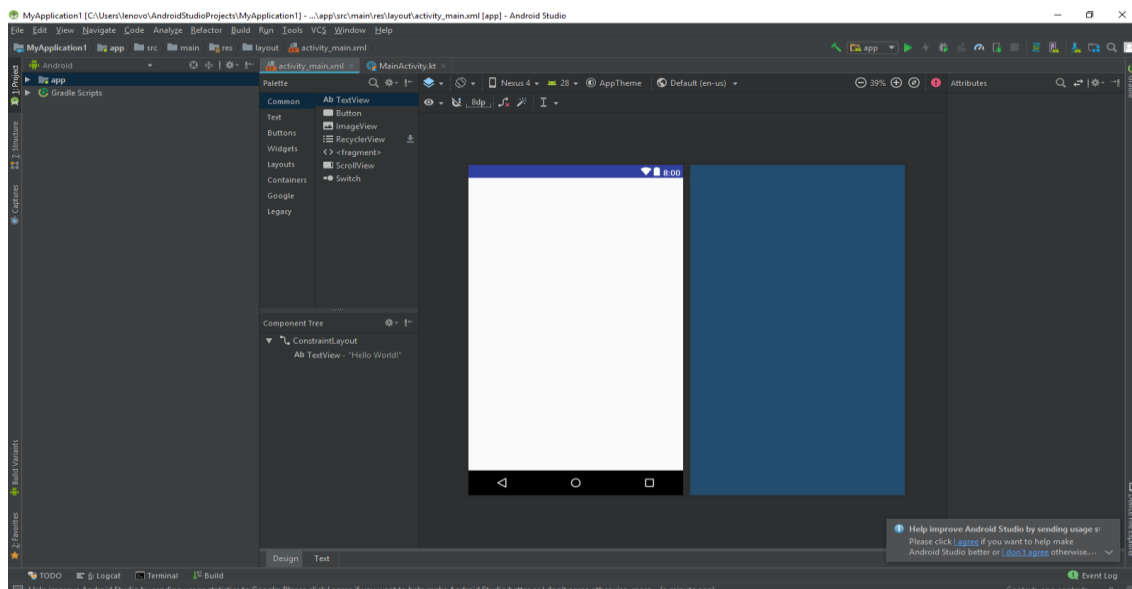 MyApplication1 [C:\Users\lenovo\AndroidStudioProjects\MyApplication1] - ...\app\src\main\res\layout\activity_main.xml [app] - Android Studio
File Edit View Navigate Code Analyze Refactor Build Run Tools VCS Window Help
MyApplication1 app src main res layout activity_main.xml
app
Android
activity_main.xml
MainActivity.kt
1: Project
app
Gradle Scripts
Palette
Common
Text
Buttons
Widgets
Layouts
Containers
Google
Legacy
Ab TextView
Button
ImageView
RecyclerView
<> <fragment>
ScrollView
Switch
Nexus 4
28
AppTheme
Default (en-us)
39%
Attributes
8dp
8:00
Component Tree
ConstraintLayout
Ab TextView - "Hello World!"
Z: Structure
Captures
Build Variants
2: Favorites
Design Text
Help improve Android Studio by sending usage s
Please click I agree if you want to help make
Android Studio better or I don't agree otherwise....
TODO 6: Logcat Terminal Build
1 Event Log